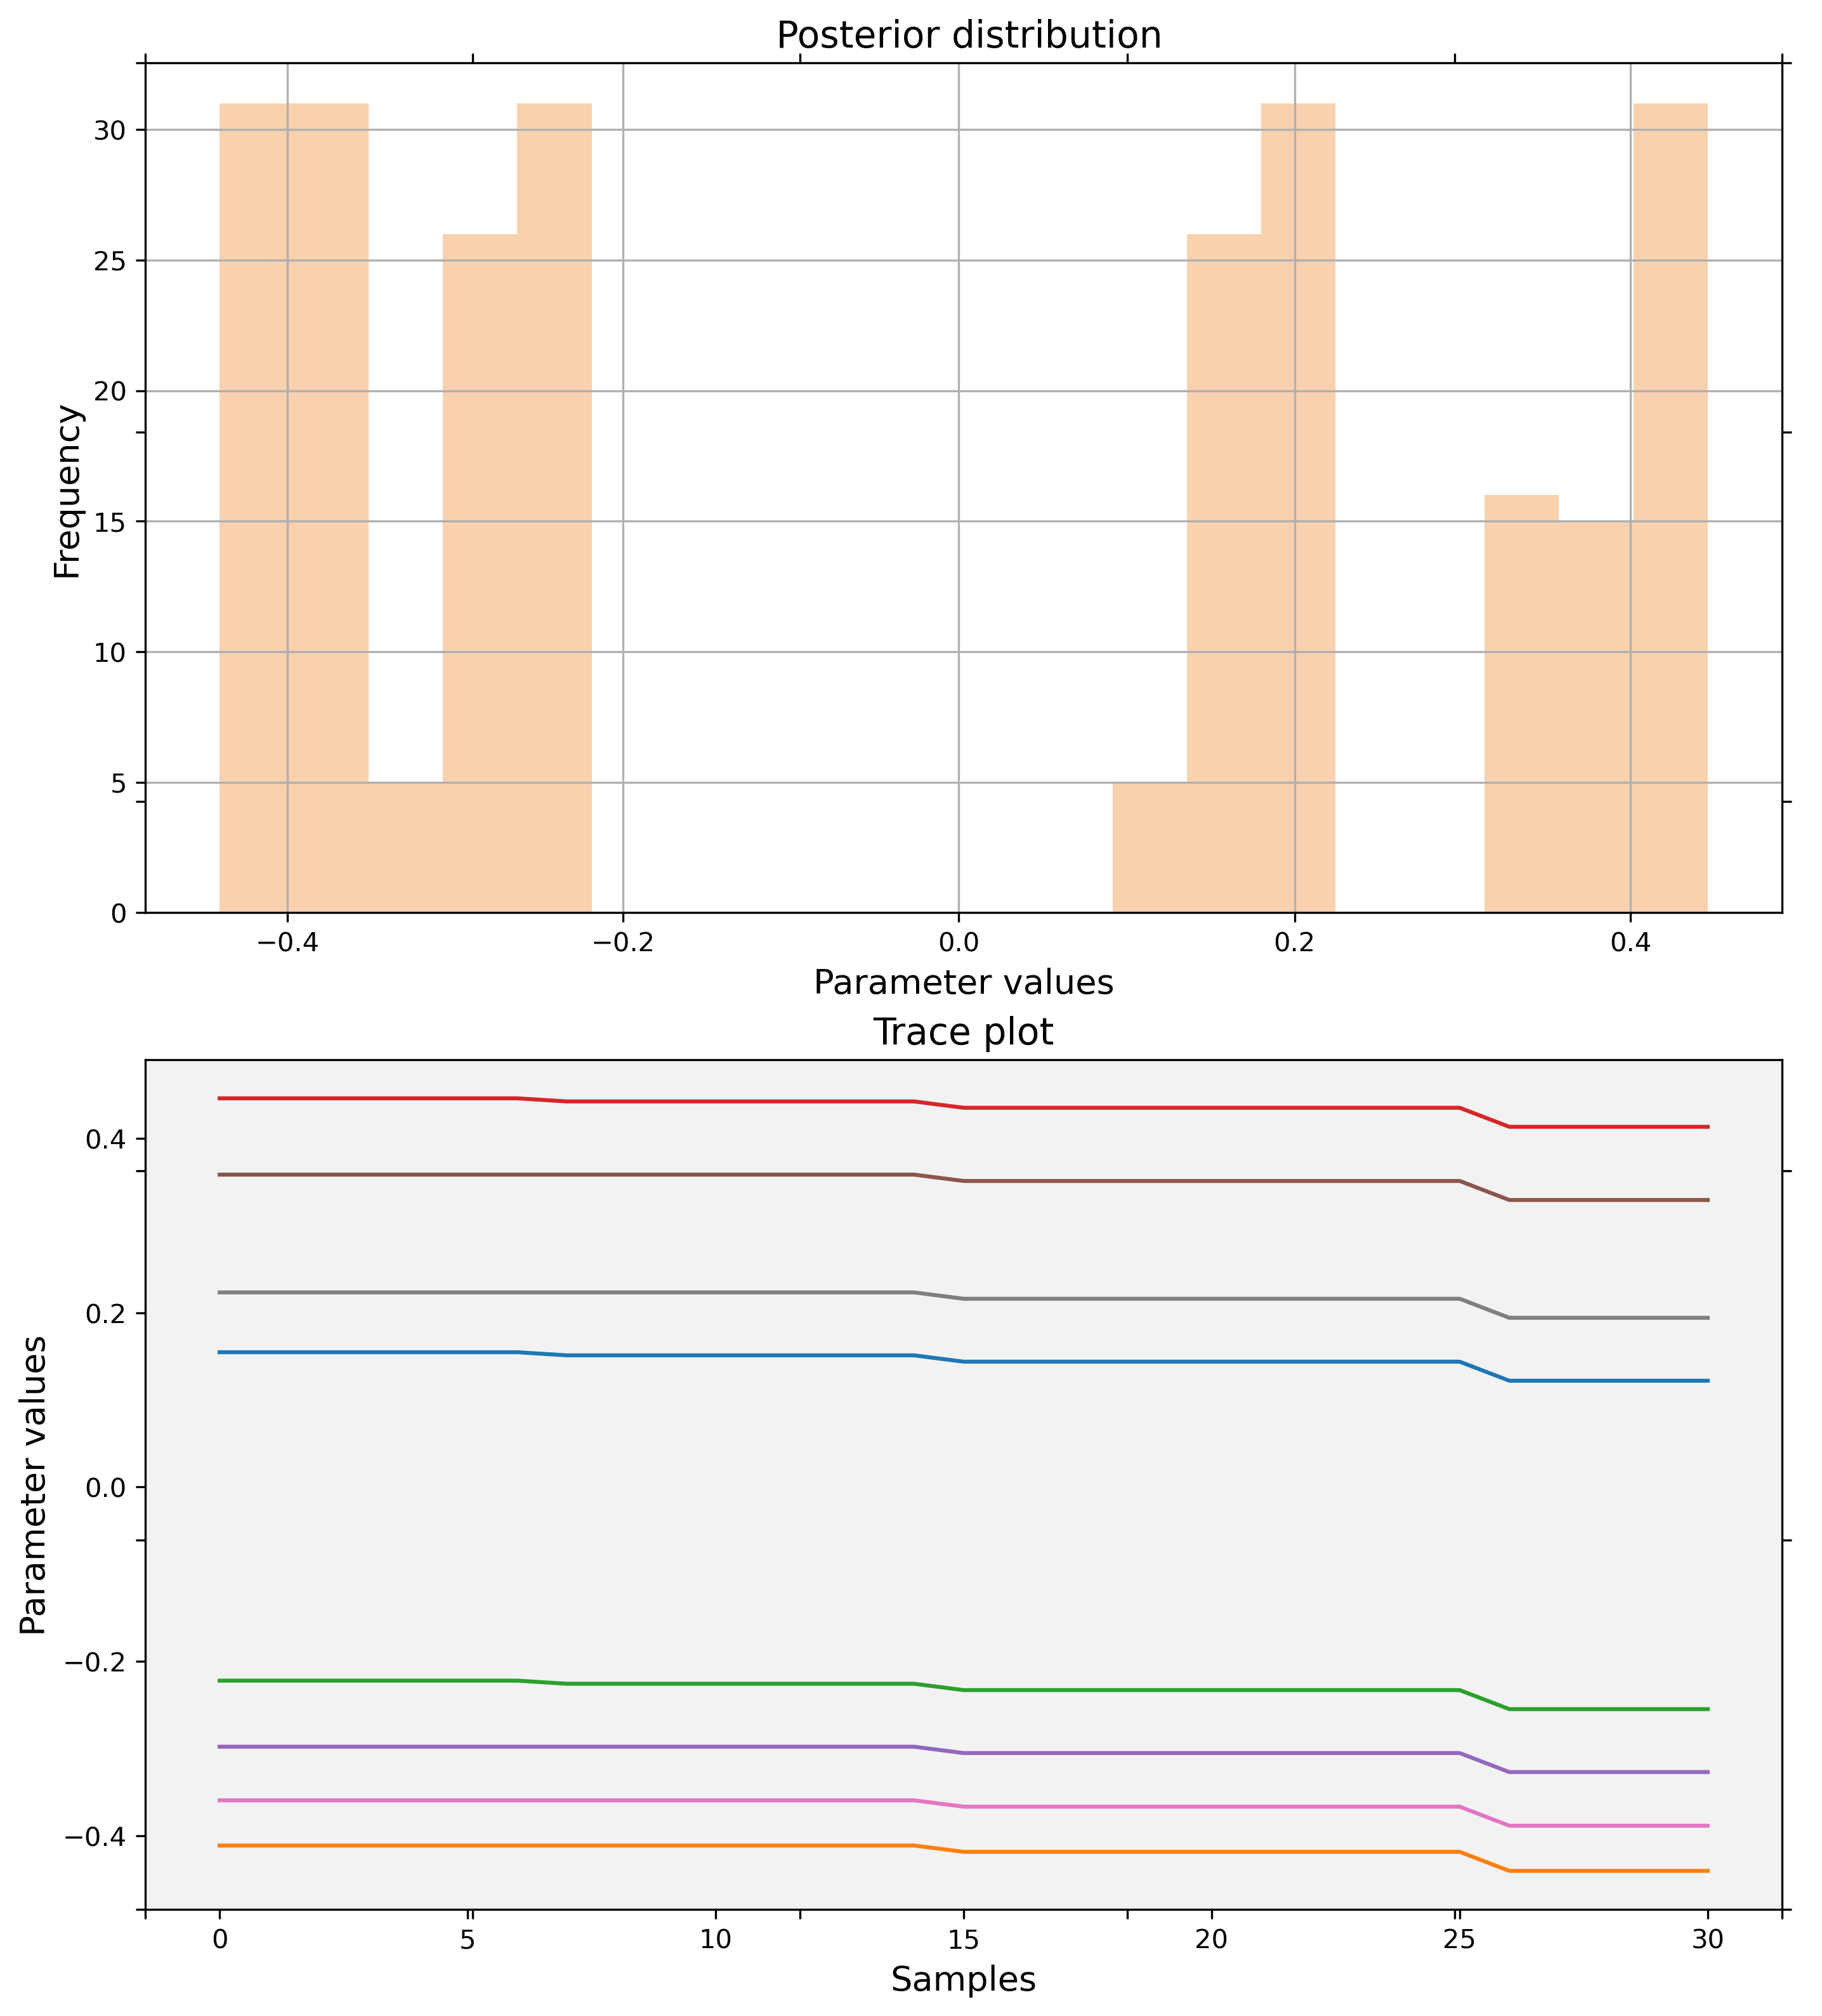 Posterior distribution
Frequency
30
25
20
15
10
5
0
−0.4 −0.2 0.0 0.2 0.4
Parameter values
Trace plot
Parameter values
0.4
0.2
0.0
−0.2
−0.4
0 5 10 15 20 25 30
Samples